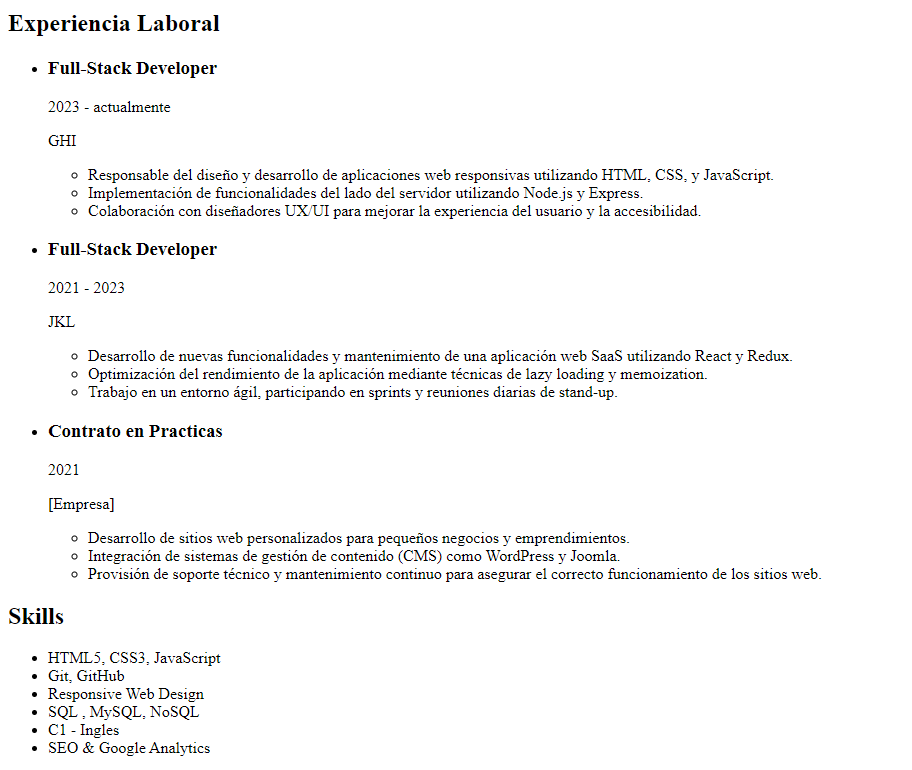 Experiencia Laboral
Full-Stack Developer
2023 - actualmente
GHI
Responsable del diseño y desarrollo de aplicaciones web responsivas utilizando HTML, CSS, y JavaScript.
Implementación de funcionalidades del lado del servidor utilizando Node.js y Express.
Colaboración con diseñadores UX/UI para mejorar la experiencia del usuario y la accesibilidad.
Full-Stack Developer
2021 - 2023
JKL
Desarrollo de nuevas funcionalidades y mantenimiento de una aplicación web SaaS utilizando React y Redux.
Optimización del rendimiento de la aplicación mediante técnicas de lazy loading y memoization.
Trabajo en un entorno ágil, participando en sprints y reuniones diarias de stand-up.
Contrato en Practicas
2021
[Empresa]
Desarrollo de sitios web personalizados para pequeños negocios y emprendimientos.
Integración de sistemas de gestión de contenido (CMS) como WordPress y Joomla.
Provisión de soporte técnico y mantenimiento continuo para asegurar el correcto funcionamiento de los sitios web.
Skills
HTML5, CSS3, JavaScript
Git, GitHub
Responsive Web Design
SQL , MySQL, NoSQL
C1 - Ingles
SEO & Google Analytics